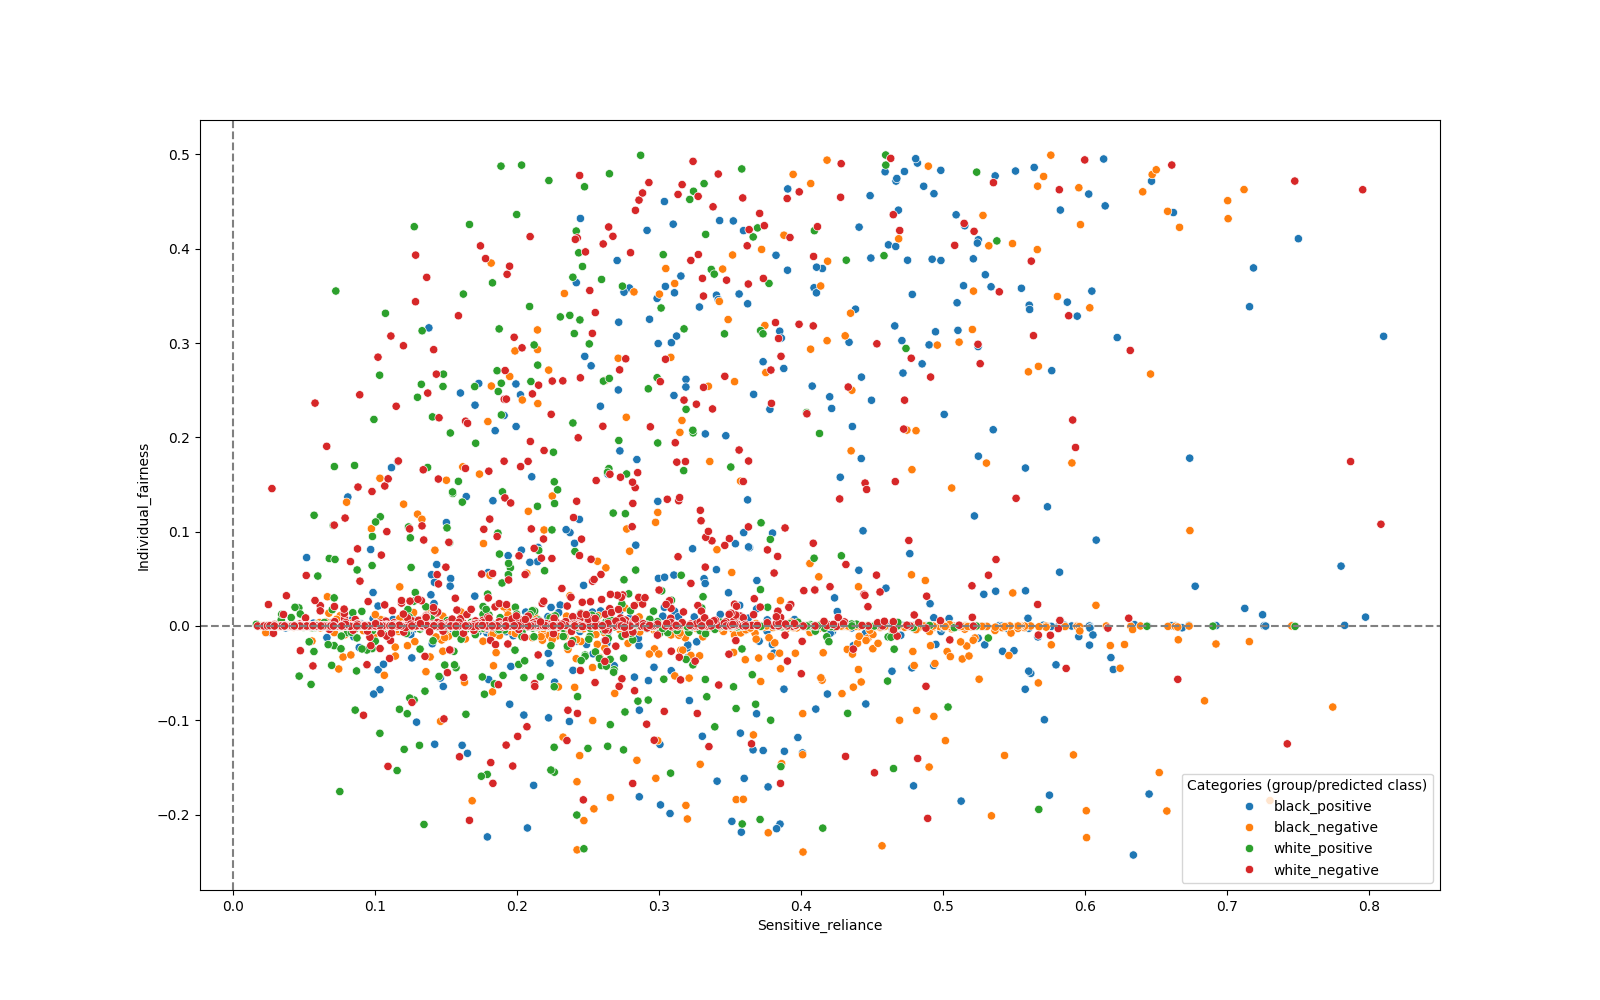 0.5
0.4
0.3
0.2
0.1
0.0
−0.1
−0.2
Individual_fairness
0.0 0.1 0.2 0.3 0.4 0.5 0.6 0.7 0.8
Sensitive_reliance
Categories (group/predicted class)
black_positive
black_negative
white_positive
white_negative